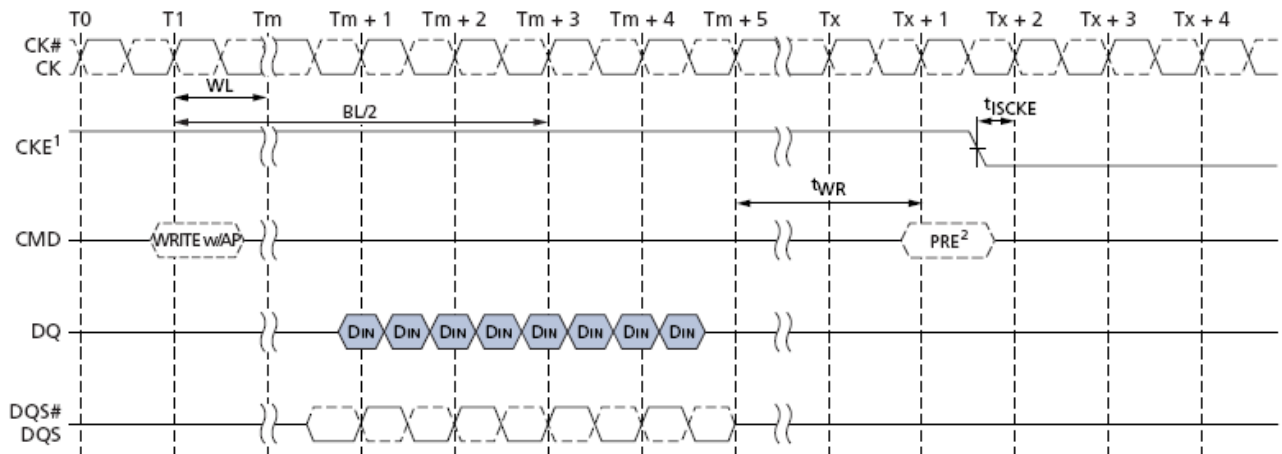 T0 T1 Tm Tm + 1 Tm + 2 Tm + 3 Tm + 4 Tm + 5 Tx Tx + 1 Tx + 2 Tx + 3 Tx + 4
CK#
CK
WL
BL/2
tISCKE
CKE1
tWR
CMD WRITE w/AP PRE2
DQ DIN DIN DIN DIN DIN DIN DIN DIN
DQS#
DQS